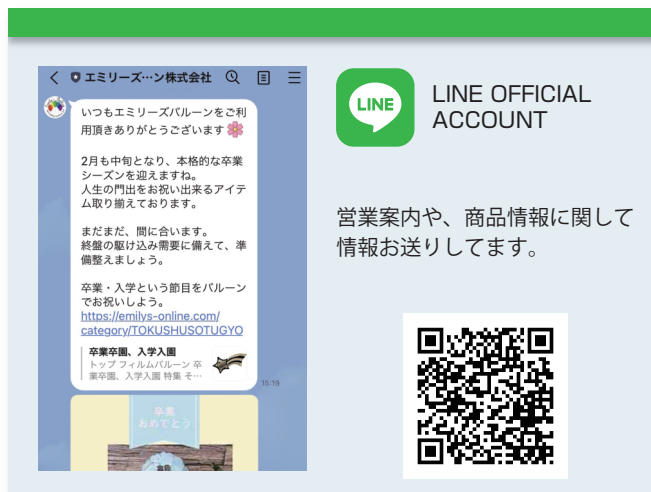 エミリーズ…ン株式会社
いつもエミリーズバルーンをご利
用頂きありがとうございます🌸
2月も中旬となり、本格的な卒業
シーズンを迎えますね。
人生の門出をお祝い出来るアイテ
ム取り揃えております。
まだまだ、間に合います。
終盤の駆け込み需要に備えて、準
備整えましょう。
卒業・入学という節目をバルーン
でお祝いしよう。
https://emilys-online.com/
category/TOKUSHUSOTUGYO
卒業卒園、入学入園
トップ フィルムバルーン 卒
業卒園、入学入園 特集 そ…
15:19
卒業
おめでとう
LINE
LINE OFFICIAL
ACCOUNT
営業案内や、商品情報に関して
情報お送りしてます。